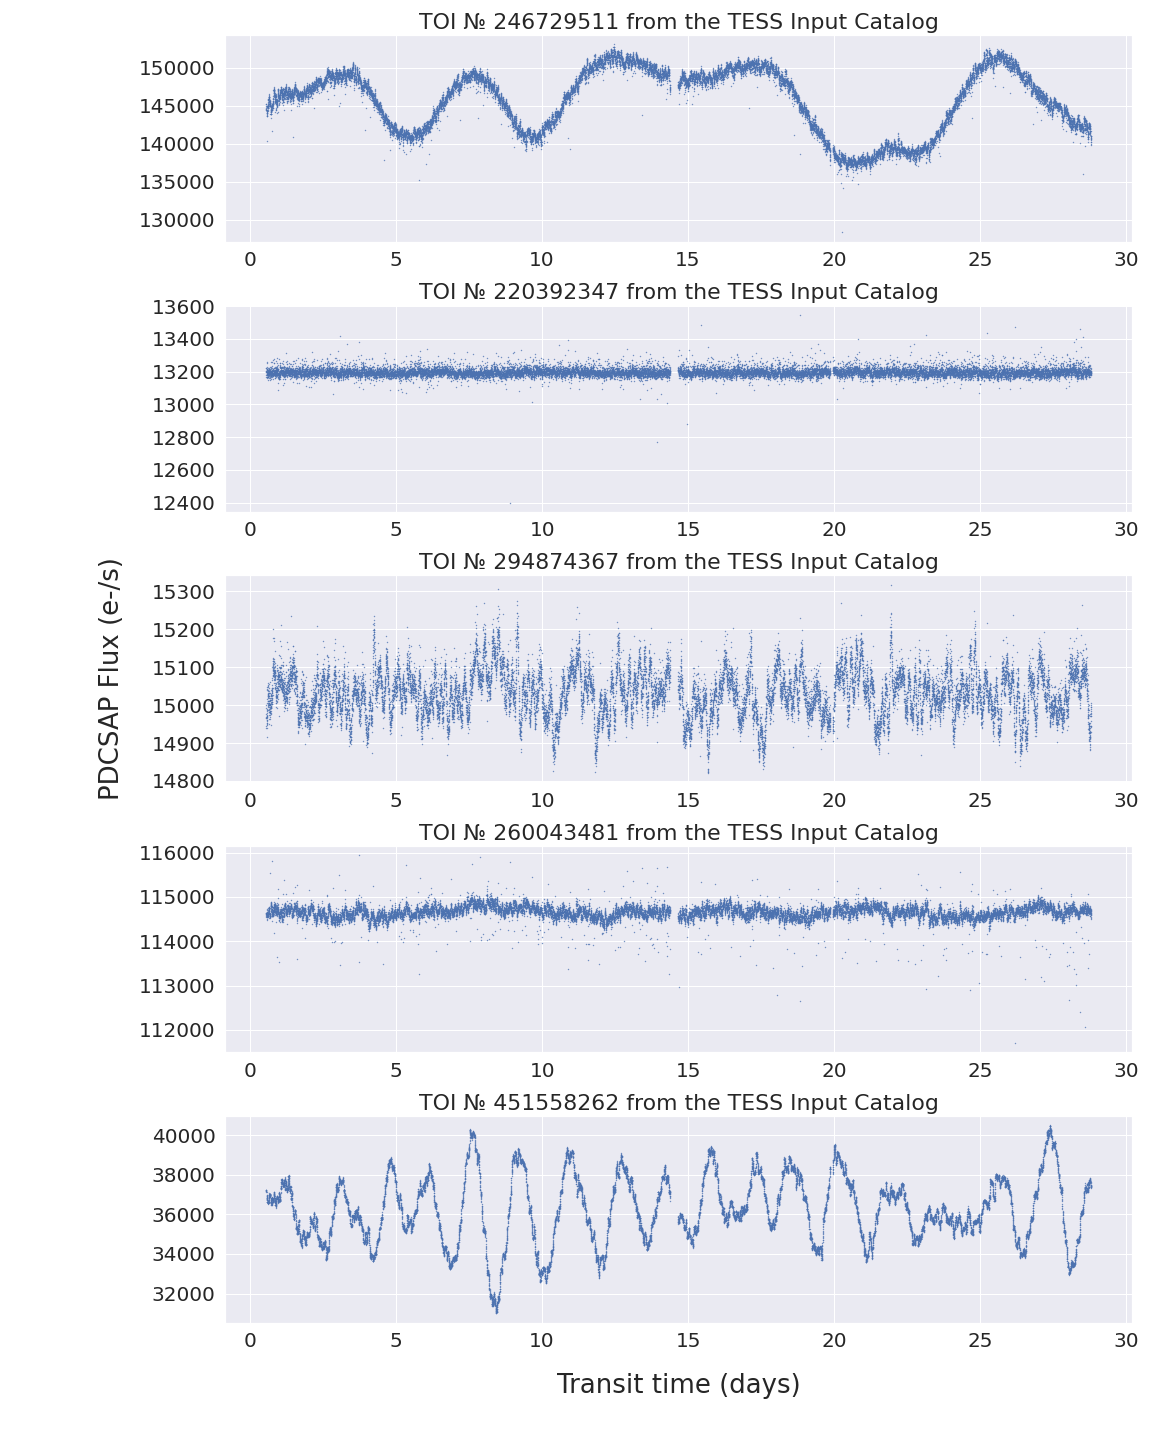 TOI № 246729511 from the TESS Input Catalog
150000
145000
140000
135000
130000
0 5 10 15 20 25 30
TOI № 220392347 from the TESS Input Catalog
13600
13400
13200
13000
12800
12600
12400
0 5 10 15 20 25 30
TOI № 294874367 from the TESS Input Catalog
15300
15200
15100
15000
14900
14800
0 5 10 15 20 25 30
PDCSAP Flux (e-/s)
TOI № 260043481 from the TESS Input Catalog
116000
115000
114000
113000
112000
0 5 10 15 20 25 30
TOI № 451558262 from the TESS Input Catalog
40000
38000
36000
34000
32000
0 5 10 15 20 25 30
Transit time (days)